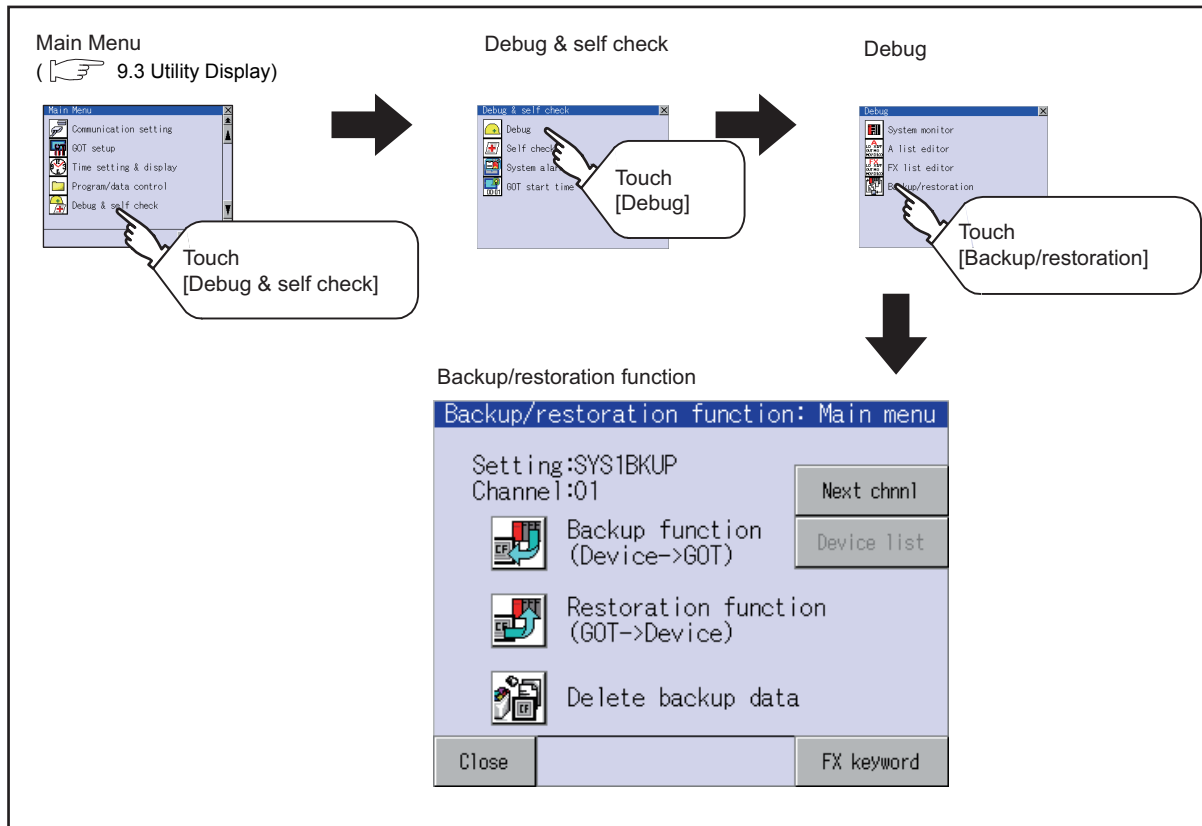 Main Menu
( 9.3 Utility Display)
Main Menu
Communication setting
GOT setup
Time setting & display
Program/data control
Debug & self check
Touch
[Debug & self check]
Debug & self check
Debug & self check
Debug
Self check
System alar
GOT start time
Touch
[Debug]
Debug
Debug
System monitor
A list editor
FX list editor
Backup/restoration
Touch
[Backup/restoration]
Backup/restoration function
Backup/restoration function: Main menu
Setting:SYS1BKUP
Channel:01
Next chnnl
CF
Backup function
(Device->GOT)
Device list
CF
Restoration function
(GOT->Device)
CF
Delete backup data
Close
FX keyword